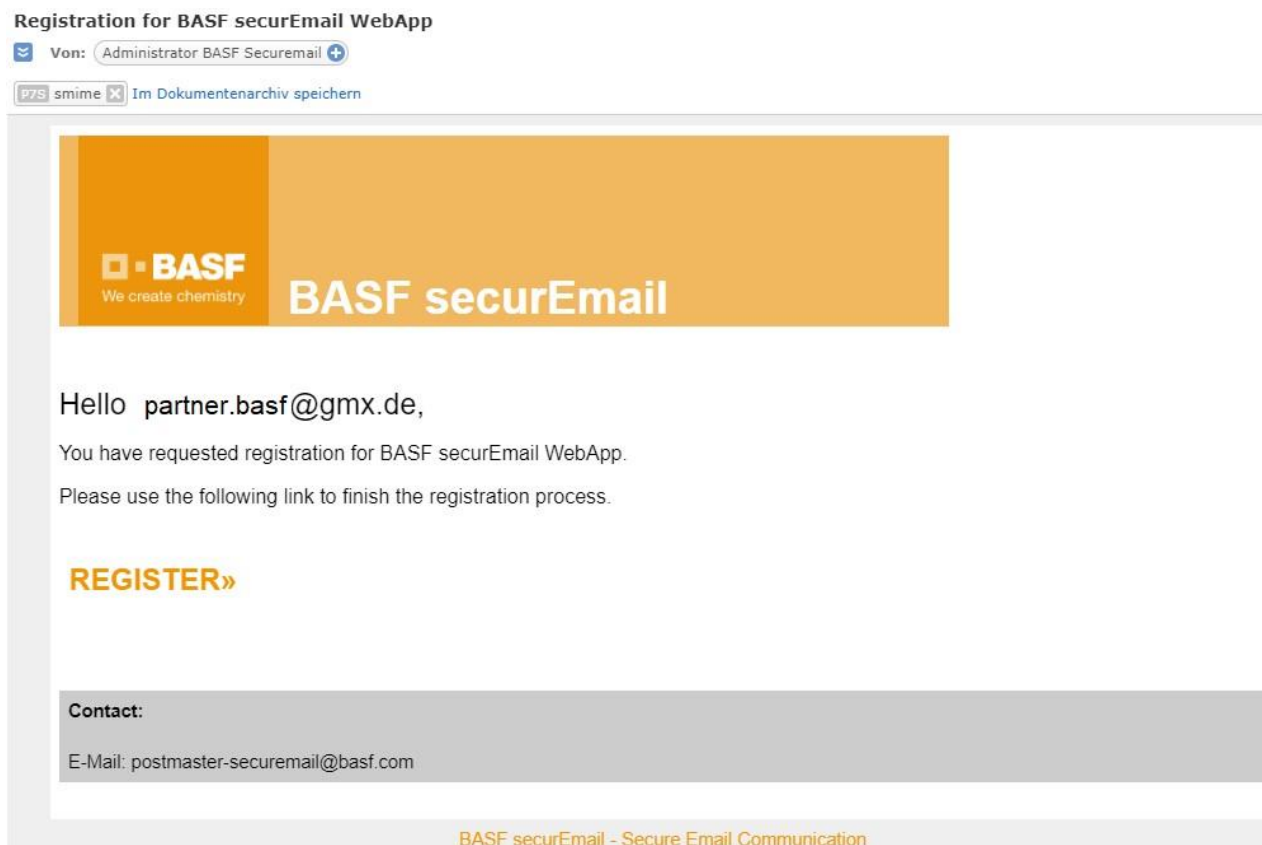 Registration for BASF securEmail WebApp
Von: Administrator BASF Securemail
P7S smime Im Dokumentenarchiv speichern
BASF
We create chemistry
BASF securEmail
Hello partner.basf@gmx.de,
You have requested registration for BASF securEmail WebApp.
Please use the following link to finish the registration process.
REGISTER»
Contact:
E-Mail: postmaster-securemail@basf.com
BASF securEmail - Secure Email Communication